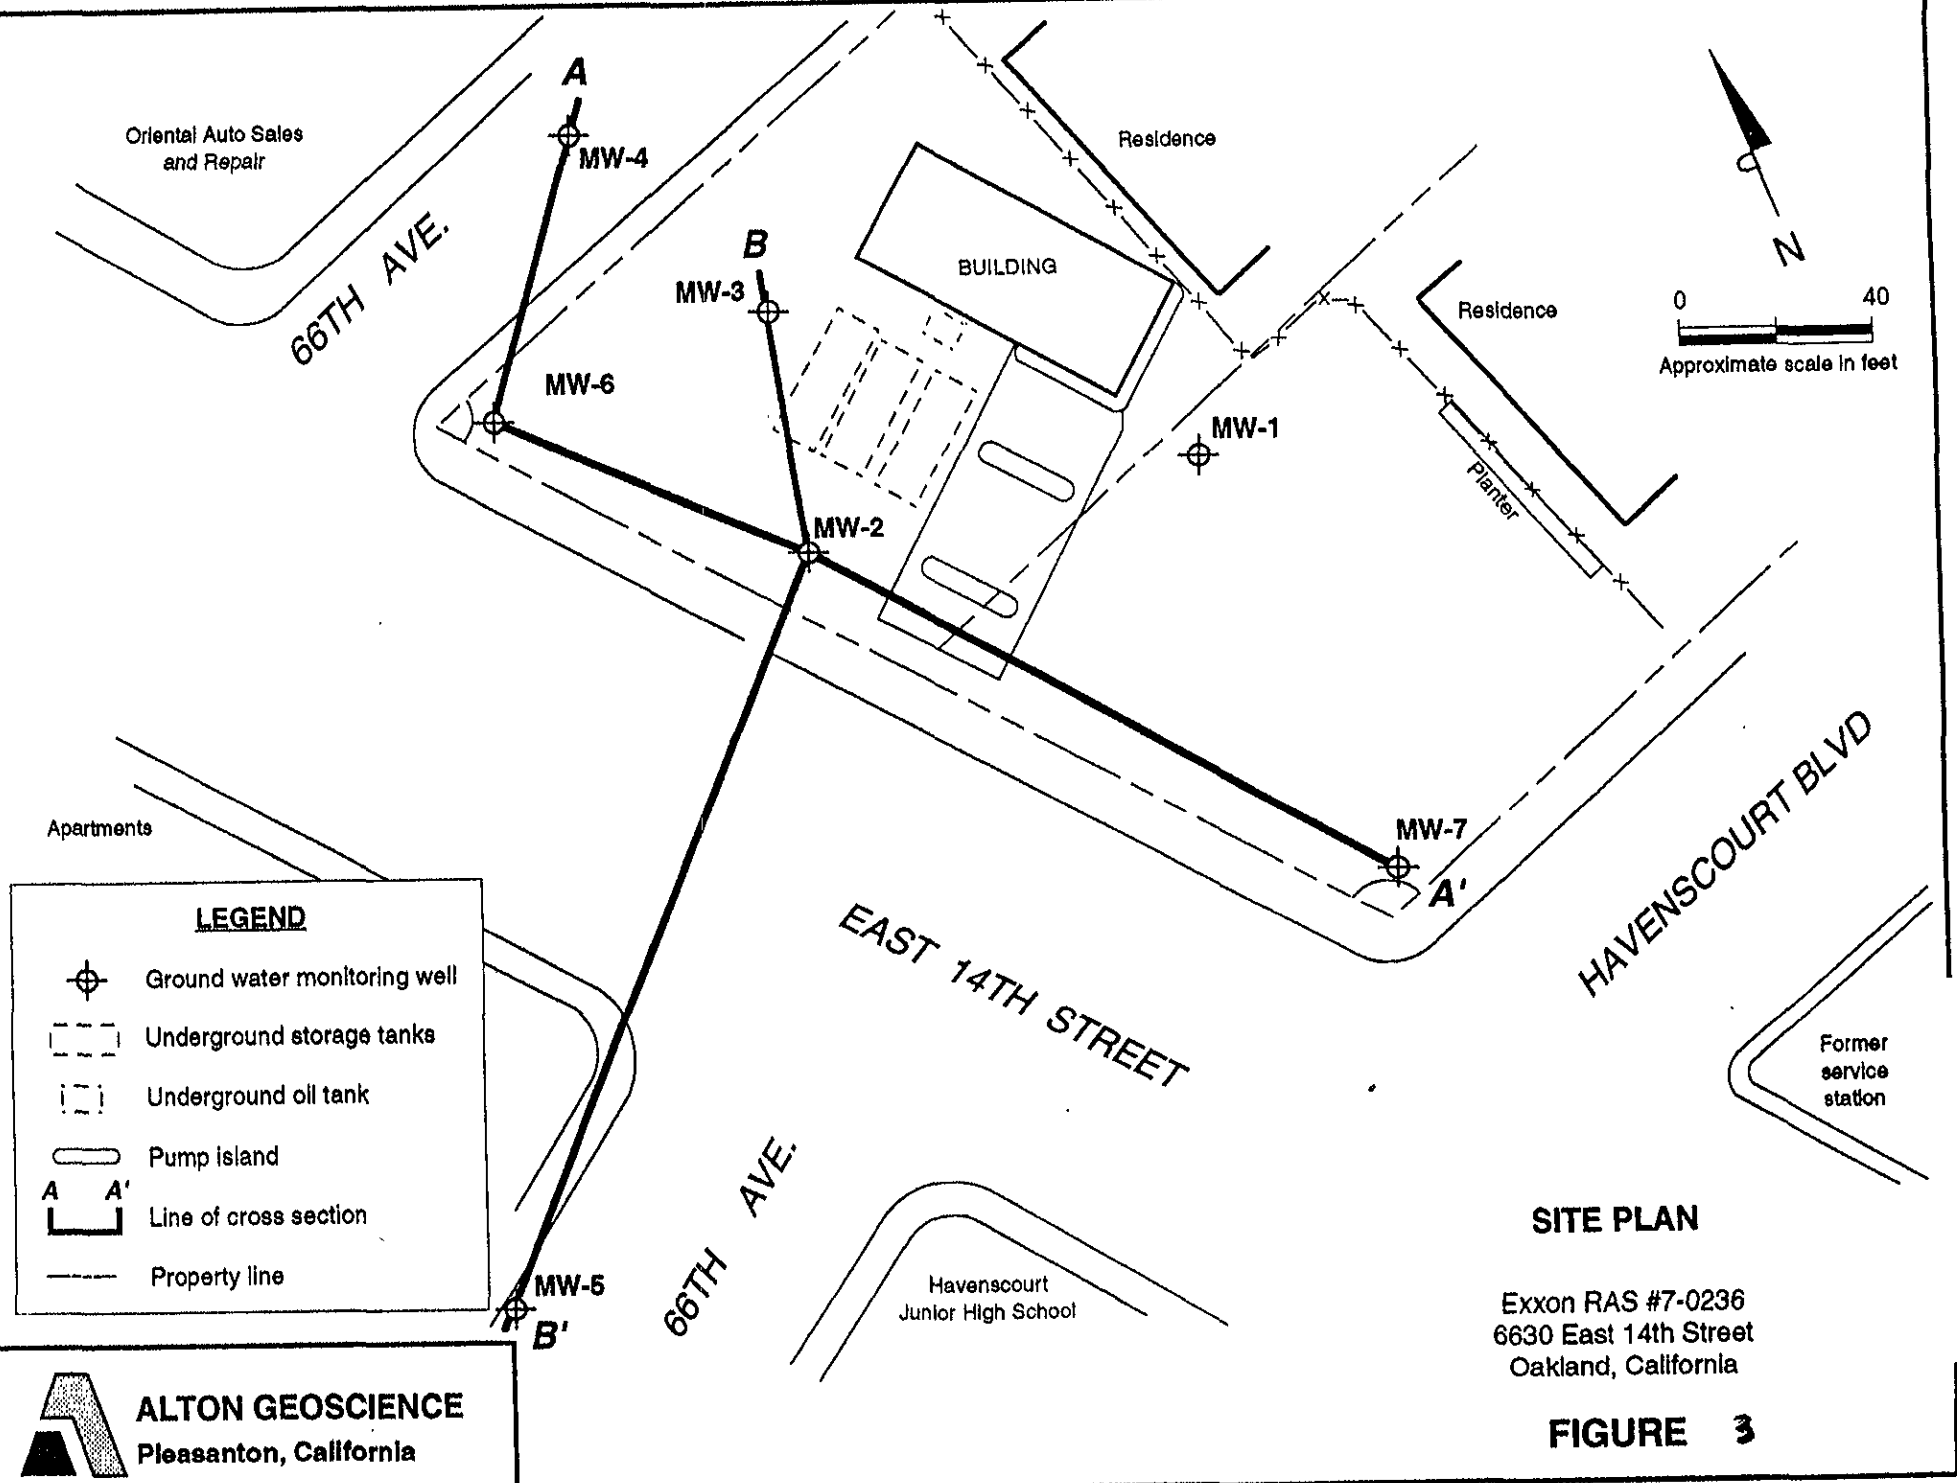 A
Oriental Auto Sales
and Repair
MW-4
Residence
66TH AVE.
B
MW-3
BUILDING
N
0 40
Approximate scale in feet
Residence
MW-6
MW-1
Planter
MW-2
HAVENSCOURT BLVD
MW-7
A'
Apartments
EAST 14TH STREET
LEGEND
Ground water monitoring well
Underground storage tanks
Underground oil tank
Pump island
A A'
Line of cross section
Property line
Former
service
station
66TH AVE.
MW-5
B'
Havenscourt
Junior High School
SITE PLAN
Exxon RAS #7-0236
6630 East 14th Street
Oakland, California
FIGURE 3
ALTON GEOSCIENCE
Pleasanton, California